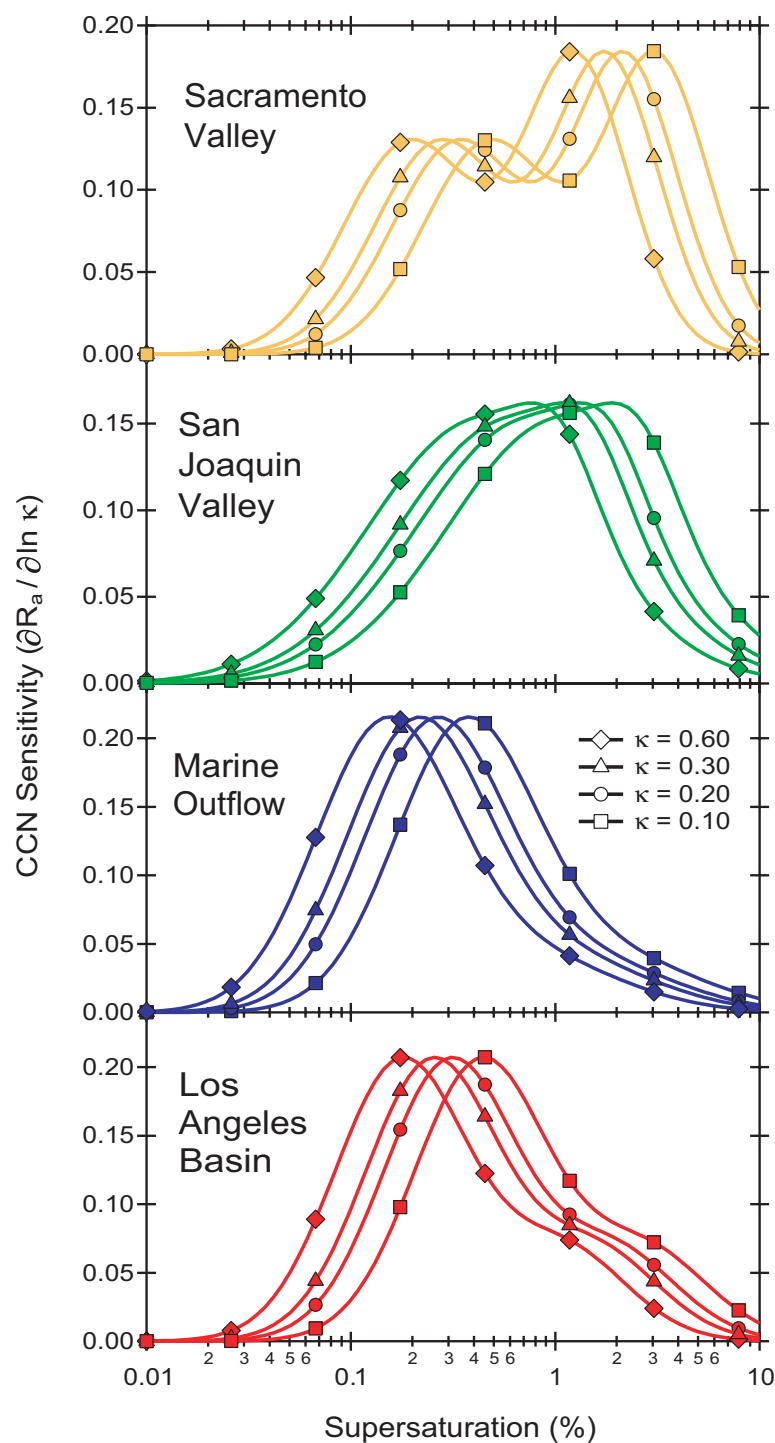 0.20
0.15
0.10
0.05
0.00
Sacramento
Valley
0.15
0.10
0.05
0.00
San
Joaquin
Valley
CCN Sensitivity (∂Rₐ / ∂ln κ)
0.20
0.15
0.10
0.05
0.00
Marine
Outflow
κ = 0.60
κ = 0.30
κ = 0.20
κ = 0.10
0.20
0.15
0.10
0.05
0.00
Los
Angeles
Basin
0.01 2 3 4 5 6 0.1 2 3 4 5 6 1 2 3 4 5 6 10
Supersaturation (%)